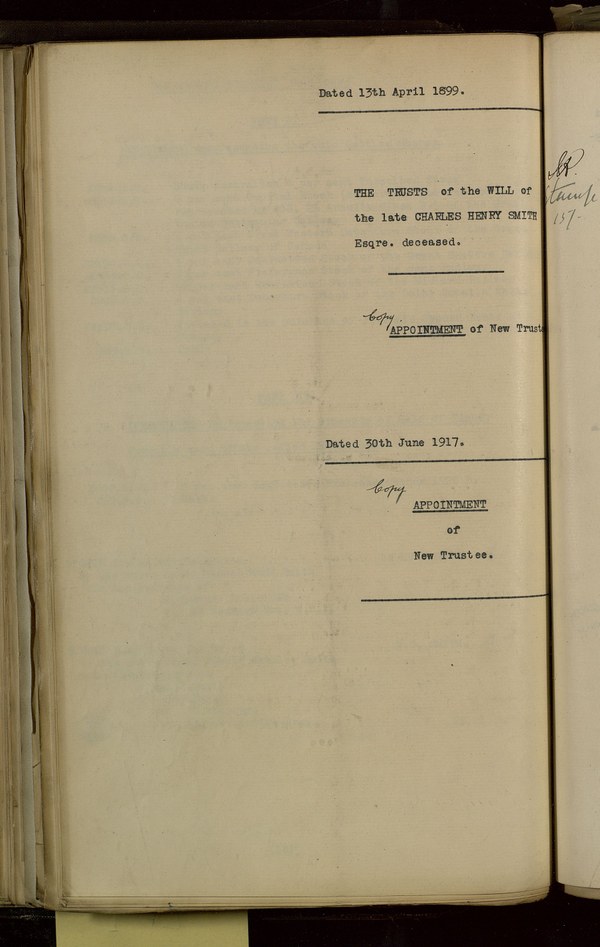 Dated 13th April 1899.
THE TRUSTS of the WILL of
the late CHARLES HENRY SMITH
Esqre. deceased.
Copy.
APPOINTMENT of New Trust
Dated 30th June 1917.
Copy
APPOINTMENT
of
New Trustee.